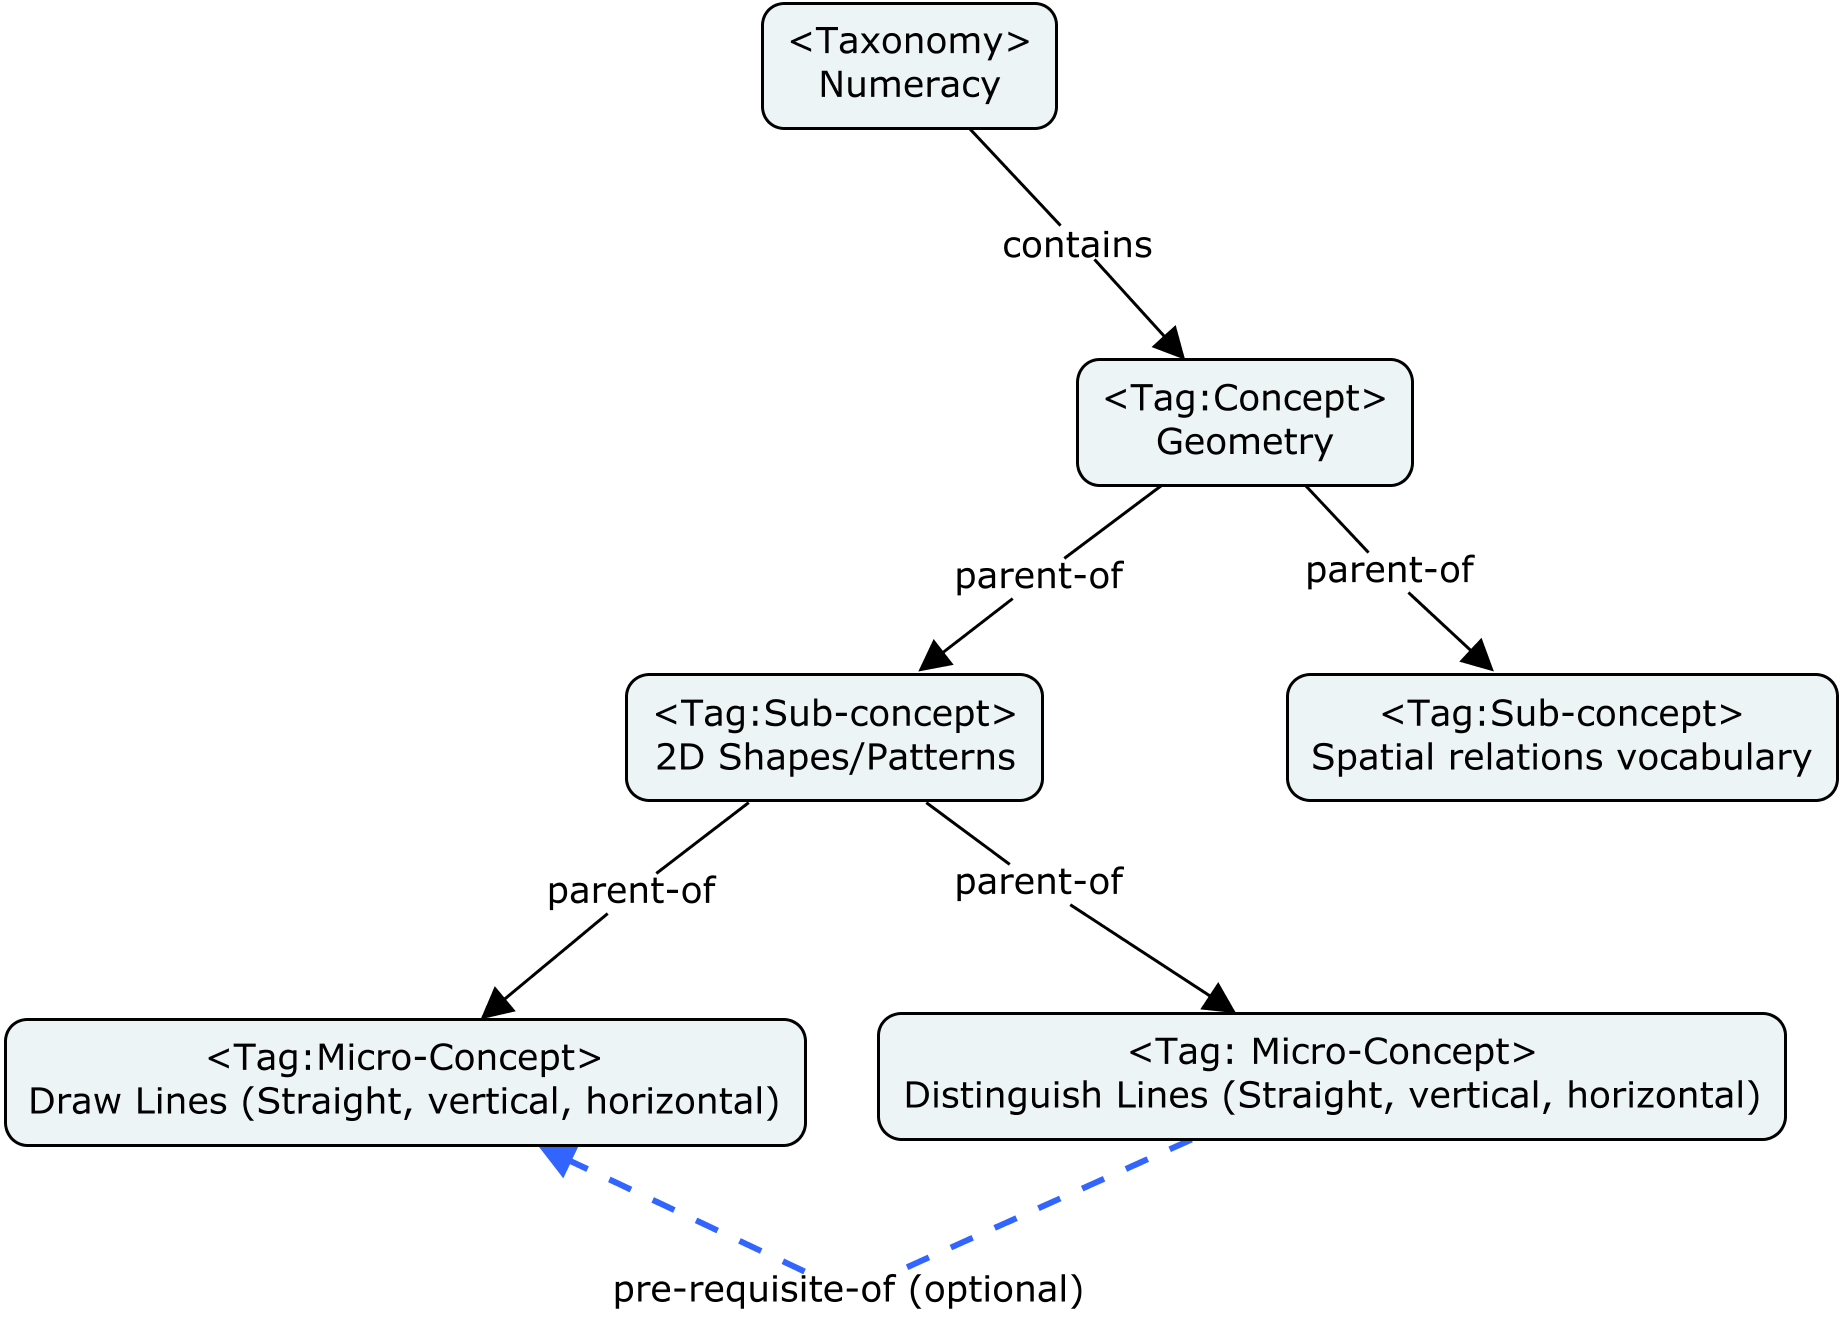 <Taxonomy>
Numeracy
contains
<Tag:Concept>
Geometry
parent-of
parent-of
<Tag:Sub-concept>
2D Shapes/Patterns
<Tag:Sub-concept>
Spatial relations vocabulary
parent-of
parent-of
<Tag:Micro-Concept>
Draw Lines (Straight, vertical, horizontal)
<Tag: Micro-Concept>
Distinguish Lines (Straight, vertical, horizontal)
pre-requisite-of (optional)